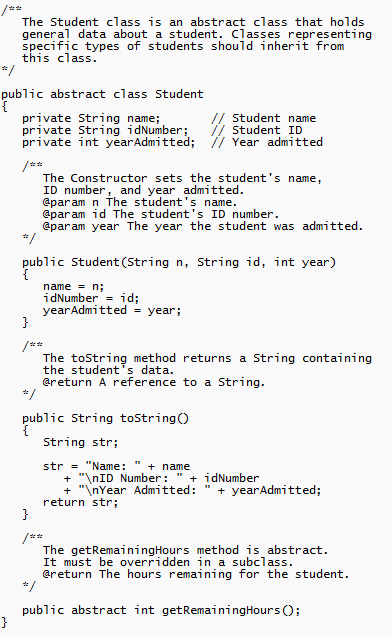 /**
   The Student class is an abstract class that holds
   general data about a student. Classes representing
   specific types of students should inherit from
   this class.
*/

public abstract class Student
{
   private String name;       // Student name
   private String idNumber;   // Student ID
   private int yearAdmitted;  // Year admitted

   /**
      The Constructor sets the student's name,
      ID number, and year admitted.
      @param n The student's name.
      @param id The student's ID number.
      @param year The year the student was admitted.
   */

   public Student(String n, String id, int year)
   {
      name = n;
      idNumber = id;
      yearAdmitted = year;
   }

   /**
      The toString method returns a String containing
      the student's data.
      @return A reference to a String.
   */

   public String toString()
   {
      String str;

      str = "Name: " + name
         + "\nID Number: " + idNumber
         + "\nYear Admitted: " + yearAdmitted;
      return str;
   }

   /**
      The getRemainingHours method is abstract.
      It must be overridden in a subclass.
      @return The hours remaining for the student.
   */

   public abstract int getRemainingHours();
}